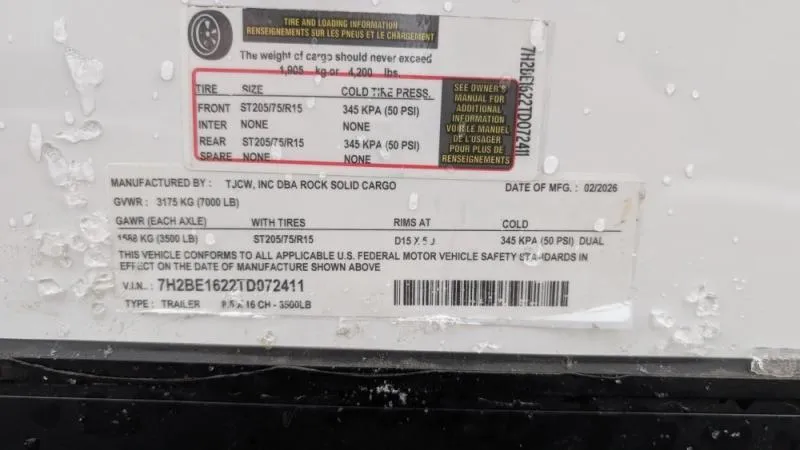 TIRE AND LOADING INFORMATION
RENSEIGNEMENTS SUR LES PNEUS ET LE CHARGEMENT
The weight of cargo should never exceed
1,905 kg or 4,200 lbs.
TIRE SIZE COLD TIRE PRESS.
FRONT ST205/75/R15 345 KPA (50 PSI)
INTER NONE NONE
REAR ST205/75/R15 345 KPA (50 PSI)
SPARE NONE NONE
SEE OWNER'S
MANUAL FOR
ADDITIONAL
INFORMATION
VOIR LE MANUEL
DE L'USAGER
POUR PLUS DE
RENSEIGNEMENTS
7H2BE1622TD072411
MANUFACTURED BY : TJCW, INC DBA ROCK SOLID CARGO DATE OF MFG. : 02/2026
GVWR : 3175 KG (7000 LB)
GAWR (EACH AXLE) WITH TIRES RIMS AT COLD
1588 KG (3500 LB) ST205/75/R15 D15 X 5 J 345 KPA (50 PSI) DUAL
THIS VEHICLE CONFORMS TO ALL APPLICABLE U.S. FEDERAL MOTOR VEHICLE SAFETY STANDARDS IN
EFFECT ON THE DATE OF MANUFACTURE SHOWN ABOVE
V.I.N.: 7H2BE1622TD072411
TYPE : TRAILER X 16 CH - 3500LB